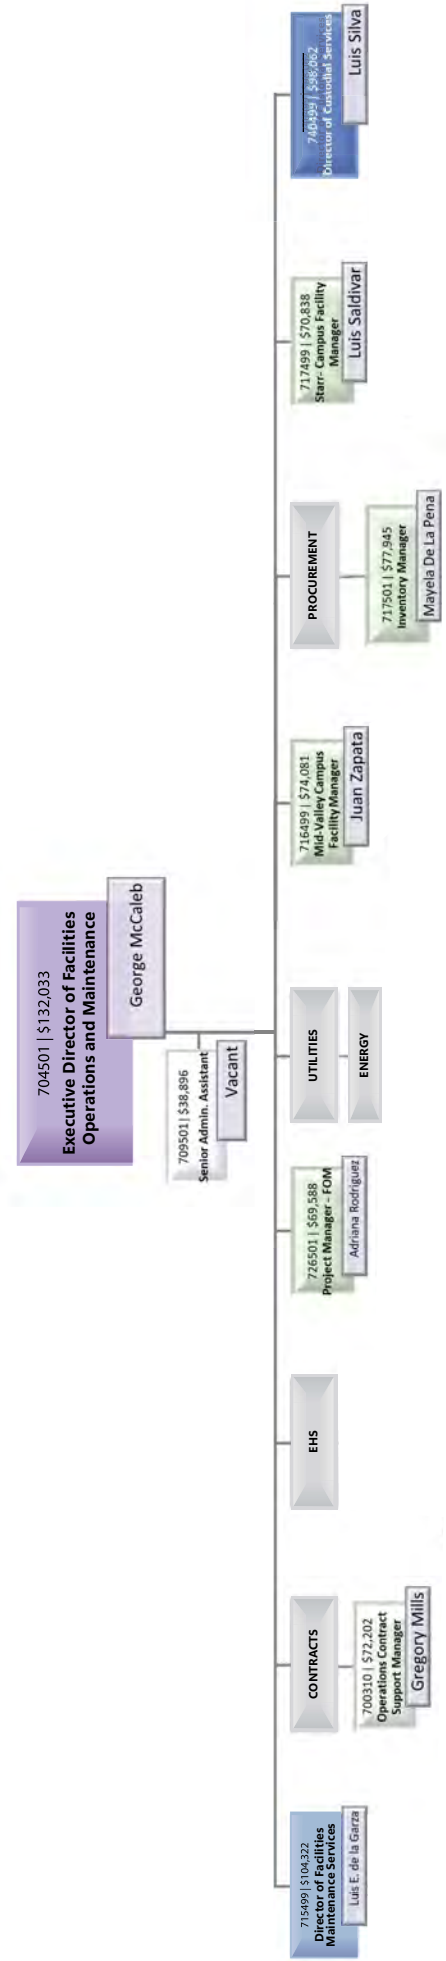 704501 | $132,033
Executive Director of Facilities
Operations and Maintenance
George McCaleb
709501 | $38,896
Senior Admin. Assistant
Vacant
715499 | $104,322
Director of Facilities
Maintenance Services
Luis E. de la Garza
CONTRACTS
700310 | $72,202
Operations Contract
Support Manager
Gregory Mills
EHS
726501 | $69,588
Project Manager - FOM
Adriana Rodriguez
UTILITIES
ENERGY
716499 | $74,081
Mid-Valley Campus
Facility Manager
Juan Zapata
PROCUREMENT
717501 | $77,945
Inventory Manager
Mayela De La Pena
717499 | $70,838
Starr- Campus Facility
Manager
Luis Saldivar
740499 | $98,062
Director of Custodial Services
Luis Silva